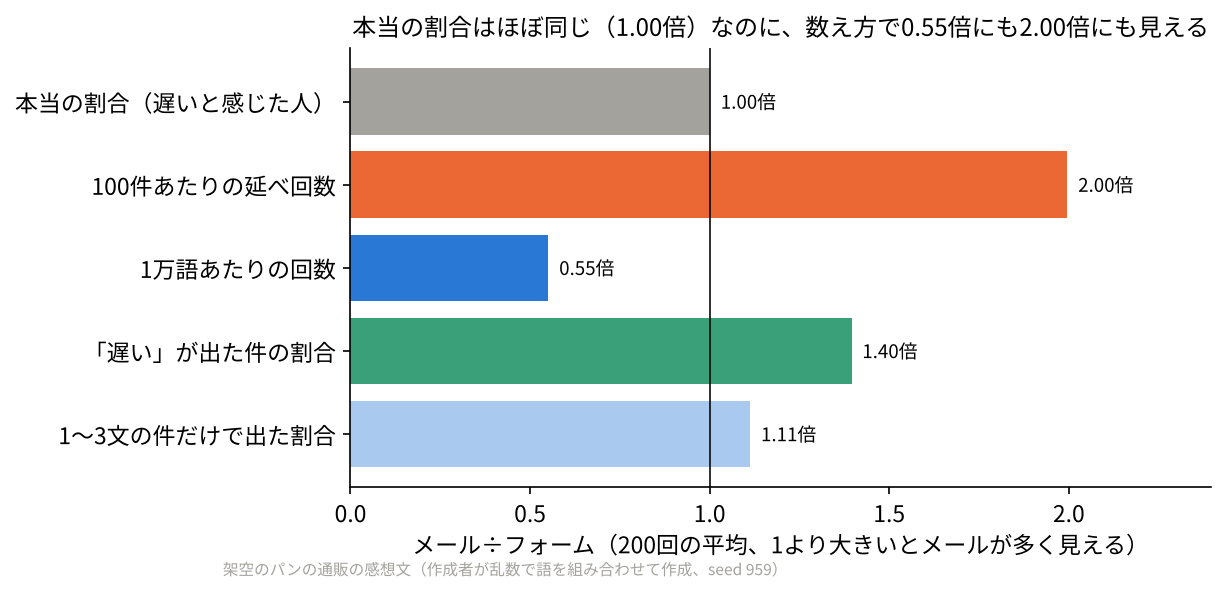 本当の割合はほぼ同じ（1.00倍）なのに、数え方で0.55倍にも2.00倍にも見える
本当の割合（遅いと感じた人）
1.00倍
100件あたりの延べ回数
2.00倍
1万語あたりの回数
0.55倍
「遅い」が出た件の割合
1.40倍
1〜3文の件だけで出た割合
1.11倍
0.0 0.5 1.0 1.5 2.0
メール÷フォーム（200回の平均、1より大きいとメールが多く見える）
架空のパンの通販の感想文（作成者が乱数で語を組み合わせて作成、seed 959）